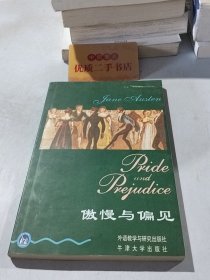 优质二手书店
Jane Austen
Pride
and
Prejudice
傲慢与偏见
外语教学与研究出版社
牛津大学出版社